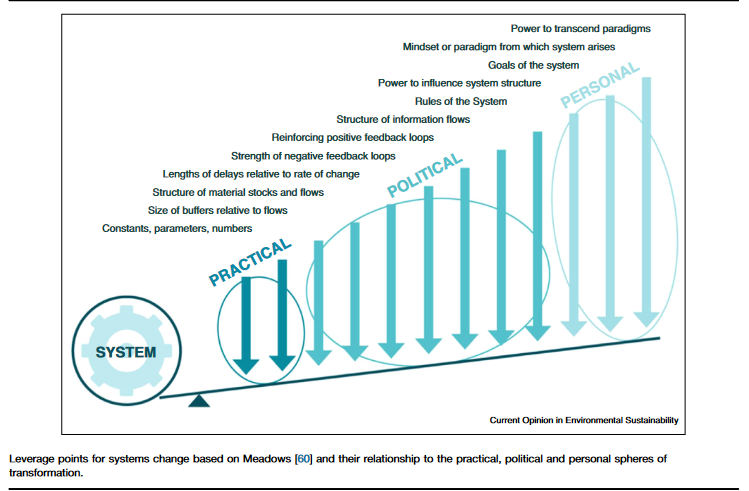 Power to transcend paradigms
Mindset or paradigm from which system arises
Goals of the system
Power to influence system structure
Rules of the System
Structure of information flows
Reinforcing positive feedback loops
Strength of negative feedback loops
Lengths of delays relative to rate of change
Structure of material stocks and flows
Size of buffers relative to flows
Constants, parameters, numbers
PRACTICAL
POLITICAL
PERSONAL
SYSTEM
Current Opinion in Environmental Sustainability
Leverage points for systems change based on Meadows [60] and their relationship to the practical, political and personal spheres of
transformation.